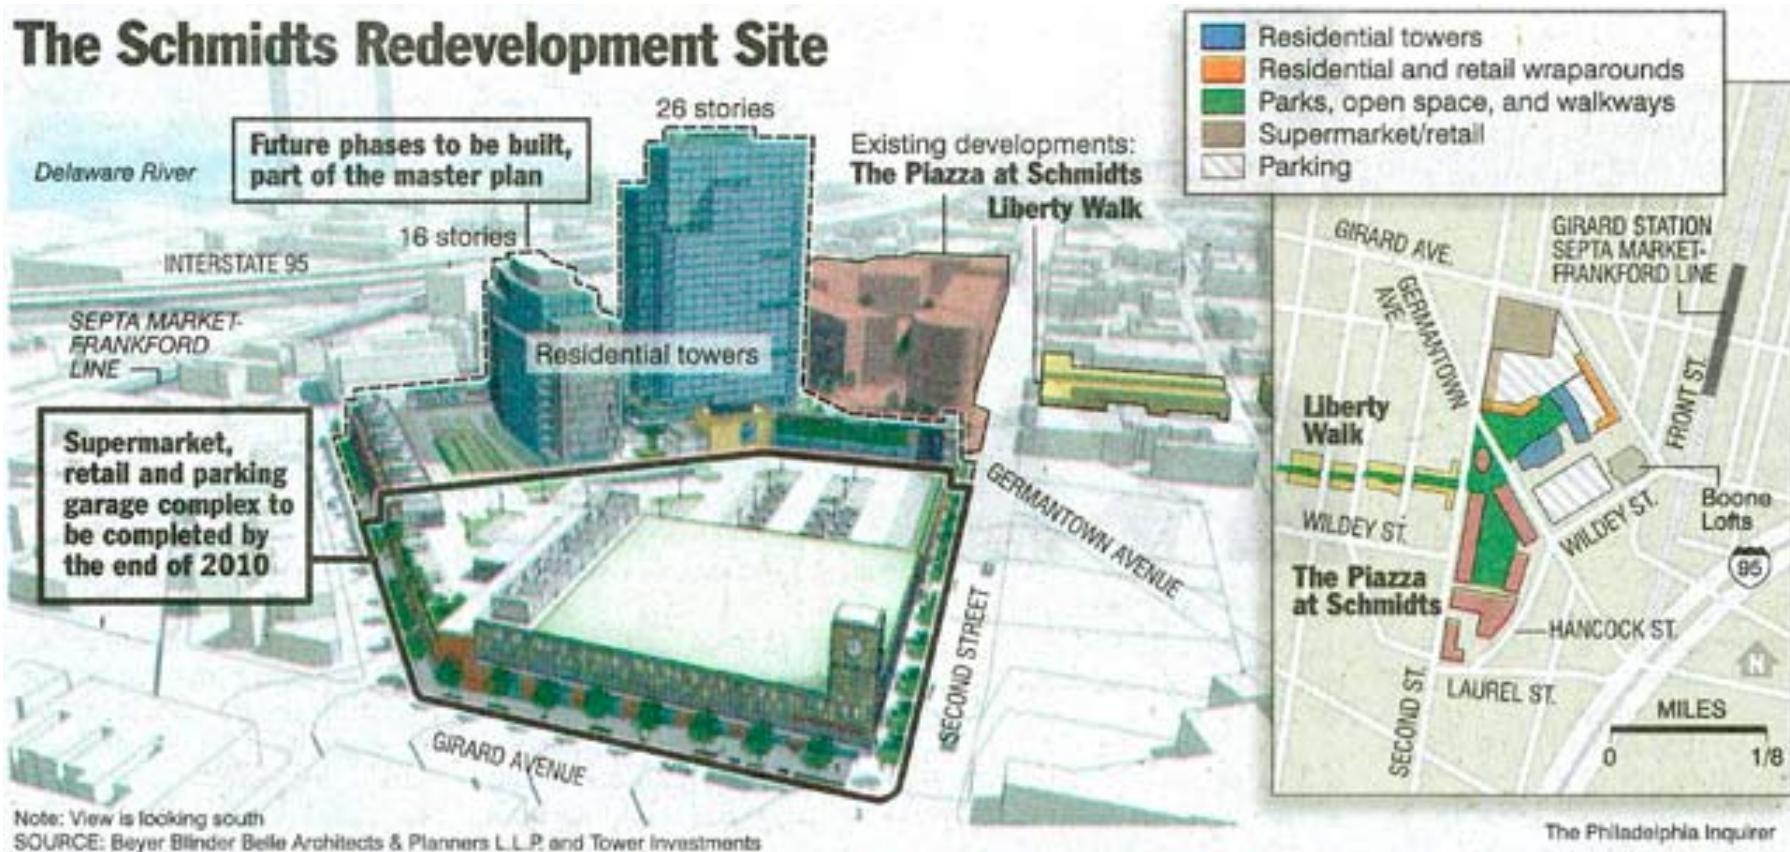 The Schmidts Redevelopment Site
Delaware River
Future phases to be built,
part of the master plan
26 stories
16 stories
Existing developments:
The Piazza at Schmidts
Liberty Walk
INTERSTATE 95
SEPTA MARKET-
FRANKFORD
LINE
Residential towers
Supermarket,
retail and parking
garage complex to
be completed by
the end of 2010
GERMANTOWN AVENUE
SECOND STREET
GIRARD AVENUE
Note: View is looking south
SOURCE: Beyer Blinder Belle Architects & Planners L.L.P. and Tower Investments
Residential towers
Residential and retail wraparounds
Parks, open space, and walkways
Supermarket/retail
Parking
GIRARD AVE.
GIRARD STATION
SEPTA MARKET-
FRANKFORD LINE
GERMANTOWN
AVE.
FRONT ST.
Liberty
Walk
WILDEY ST.
WILDEY ST.
Boone
Lofts
95
The Piazza
at Schmidts
HANCOCK ST.
N
LAUREL ST.
SECOND ST.
MILES
0 1/8
The Philadelphia Inquirer